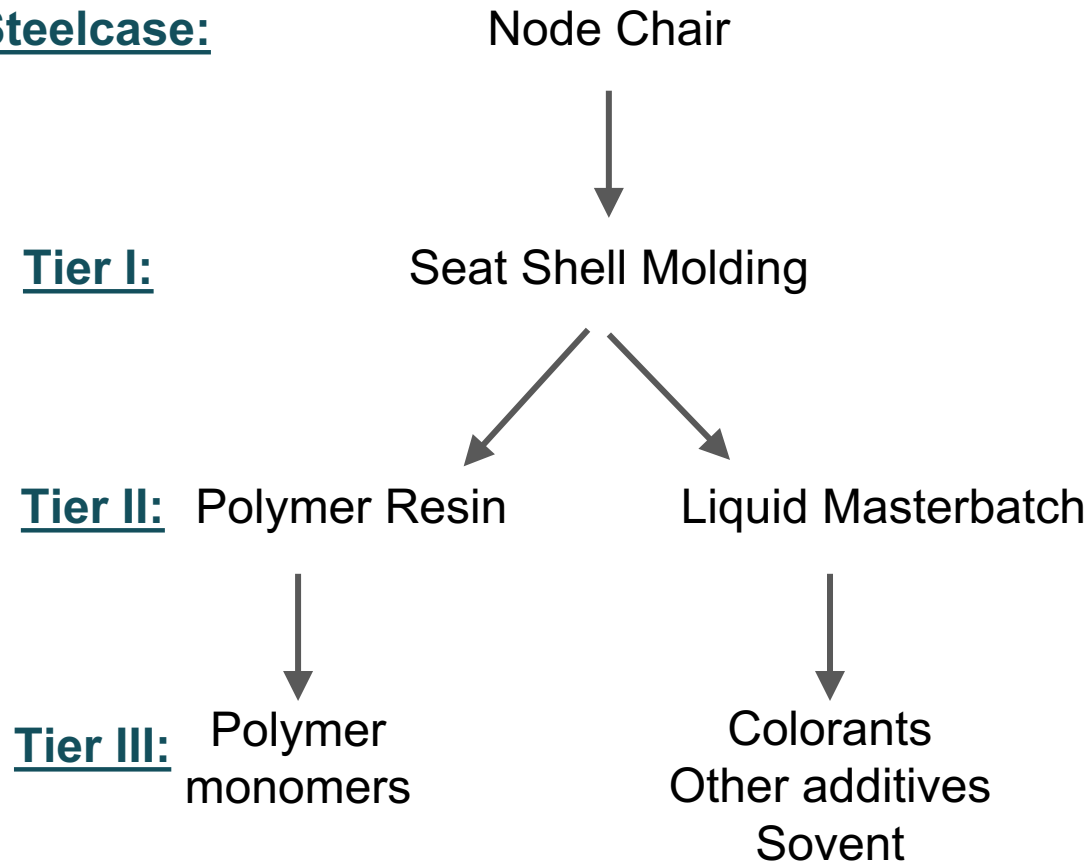 Steelcase: Node Chair
Tier I: Seat Shell Molding
Tier II: Polymer Resin Liquid Masterbatch
Tier III: Polymer monomers
Colorants
Other additives
Sovent